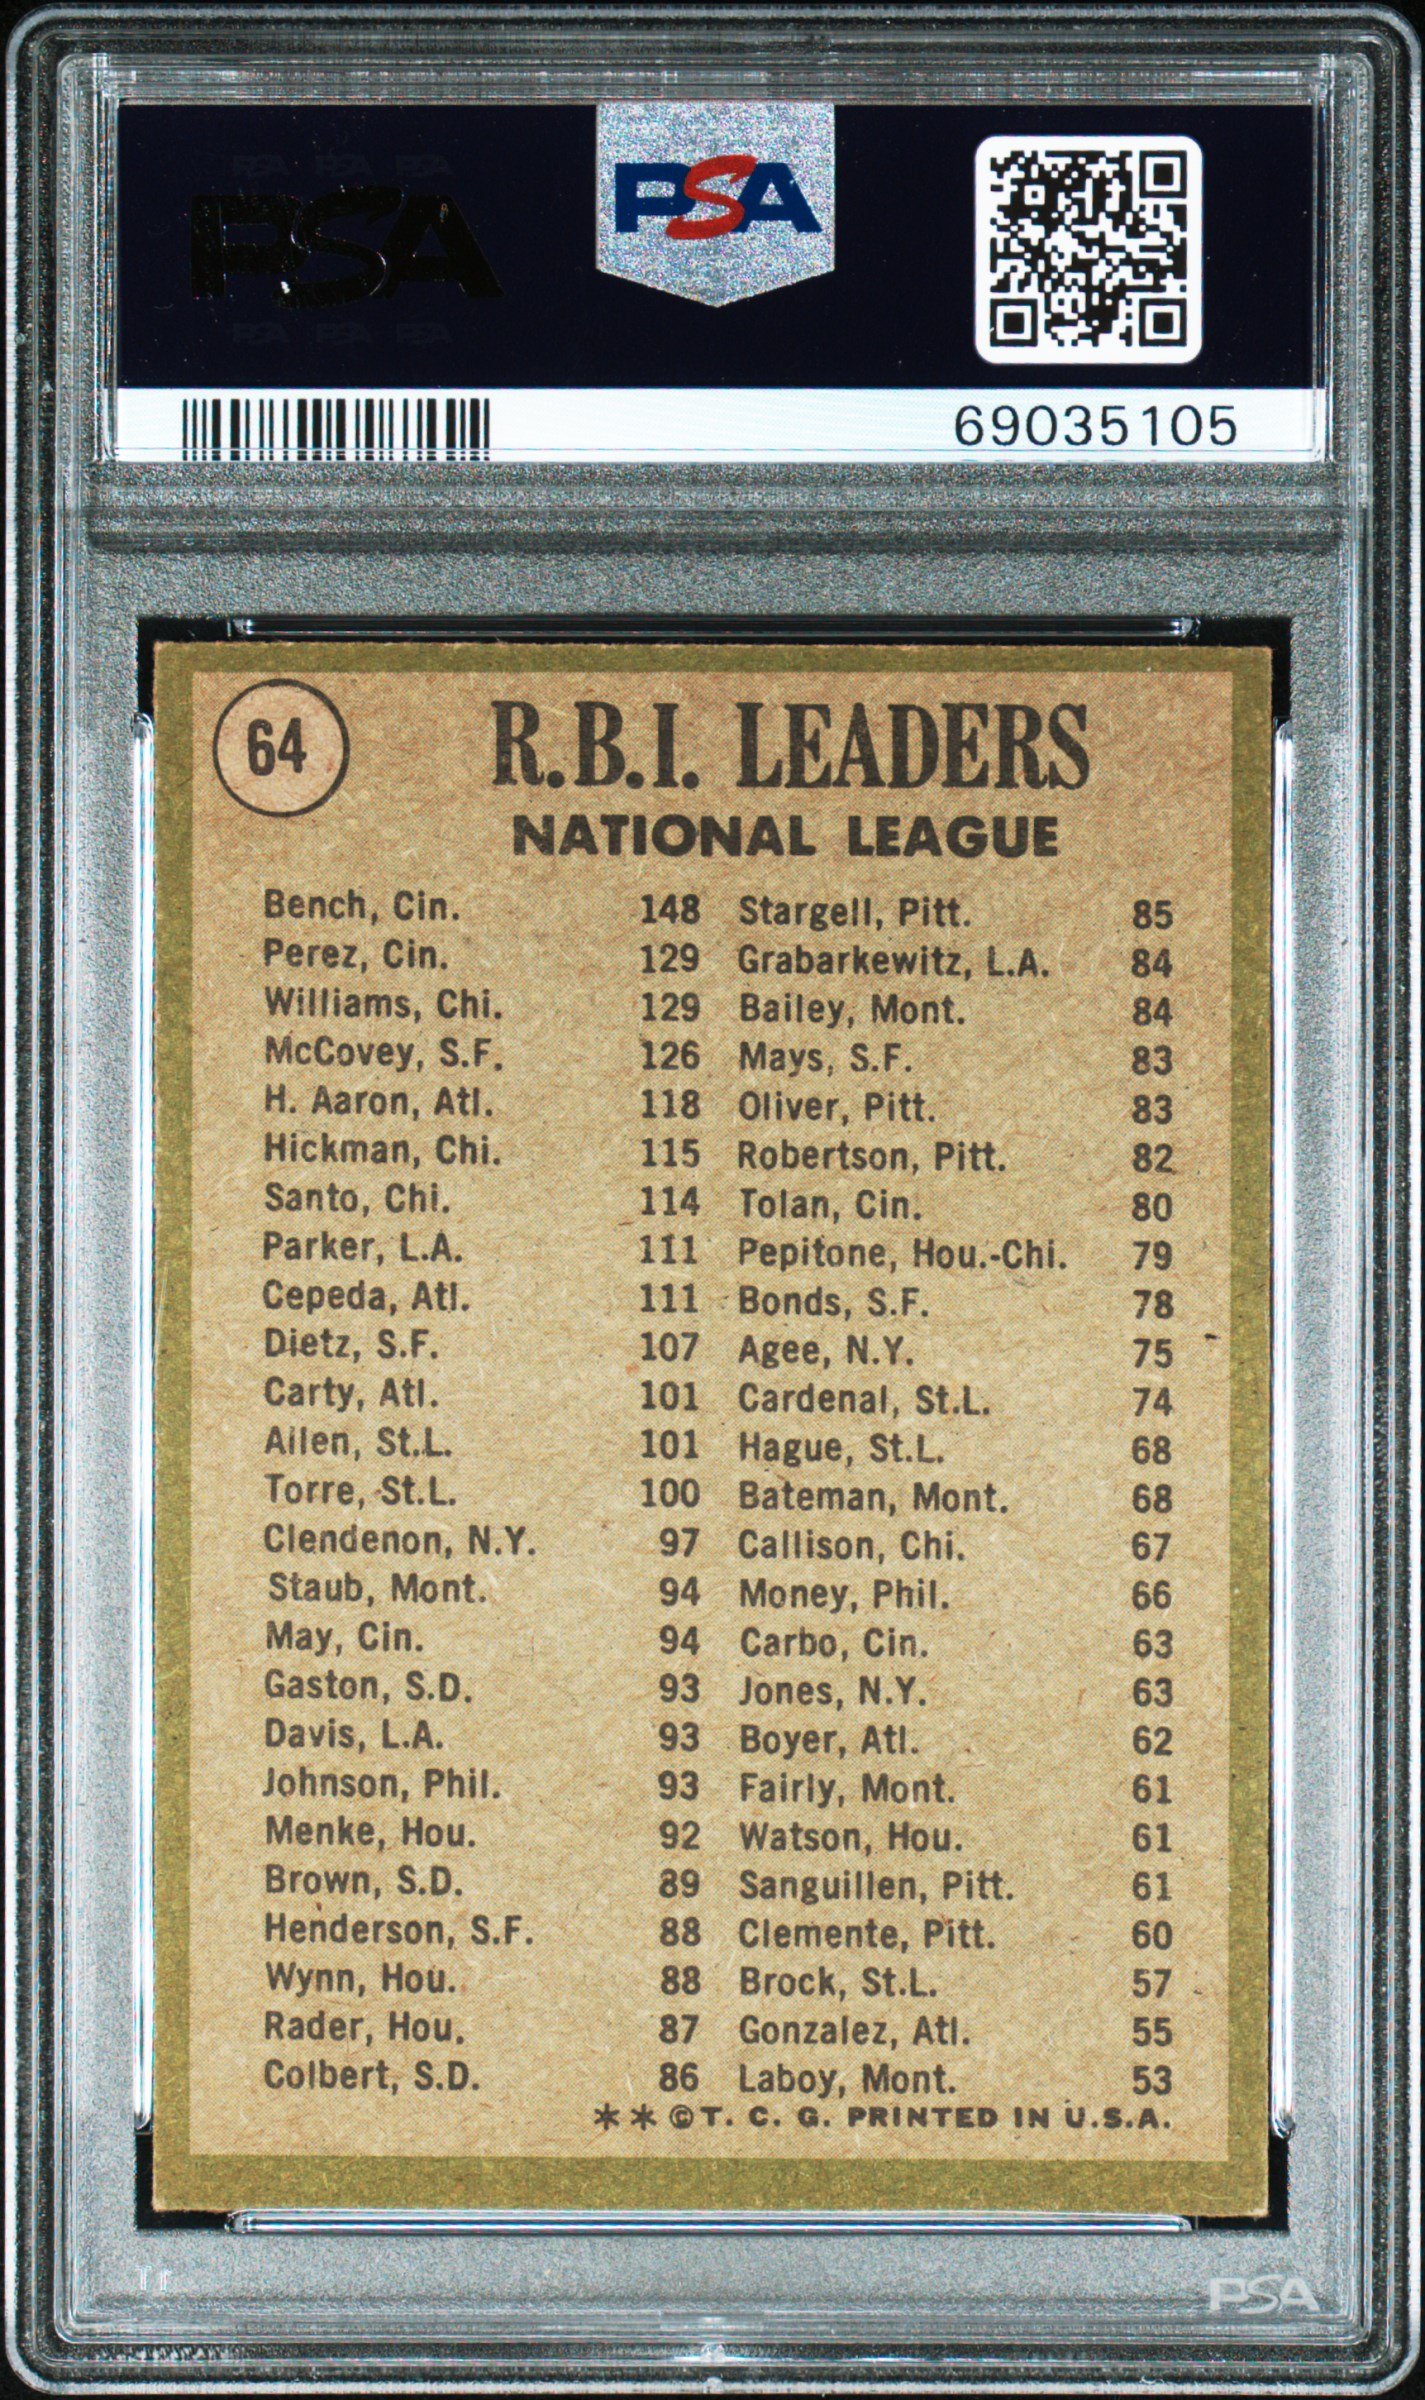 PSA PSA PSA
PSA
PSA PSA PSA
PSA
69035105
64
R.B.I. LEADERS
NATIONAL LEAGUE
Bench, Cin. 148
Perez, Cin. 129
Williams, Chi. 129
McCovey, S.F. 126
H. Aaron, Atl. 118
Hickman, Chi. 115
Santo, Chi. 114
Parker, L.A. 111
Cepeda, Atl. 111
Dietz, S.F. 107
Carty, Atl. 101
Allen, St.L. 101
Torre, St.L. 100
Clendenon, N.Y. 97
Staub, Mont. 94
May, Cin. 94
Gaston, S.D. 93
Davis, L.A. 93
Johnson, Phil. 93
Menke, Hou. 92
Brown, S.D. 89
Henderson, S.F. 88
Wynn, Hou. 88
Rader, Hou. 87
Colbert, S.D. 86
Stargell, Pitt. 85
Grabarkewitz, L.A. 84
Bailey, Mont. 84
Mays, S.F. 83
Oliver, Pitt. 83
Robertson, Pitt. 82
Tolan, Cin. 80
Pepitone, Hou.-Chi. 79
Bonds, S.F. 78
Agee, N.Y. 75
Cardenal, St.L. 74
Hague, St.L. 68
Bateman, Mont. 68
Callison, Chi. 67
Money, Phil. 66
Carbo, Cin. 63
Jones, N.Y. 63
Boyer, Atl. 62
Fairly, Mont. 61
Watson, Hou. 61
Sanguillen, Pitt. 61
Clemente, Pitt. 60
Brock, St.L. 57
Gonzalez, Atl. 55
Laboy, Mont. 53
**©T. C. G. PRINTED IN U.S.A.
PSA